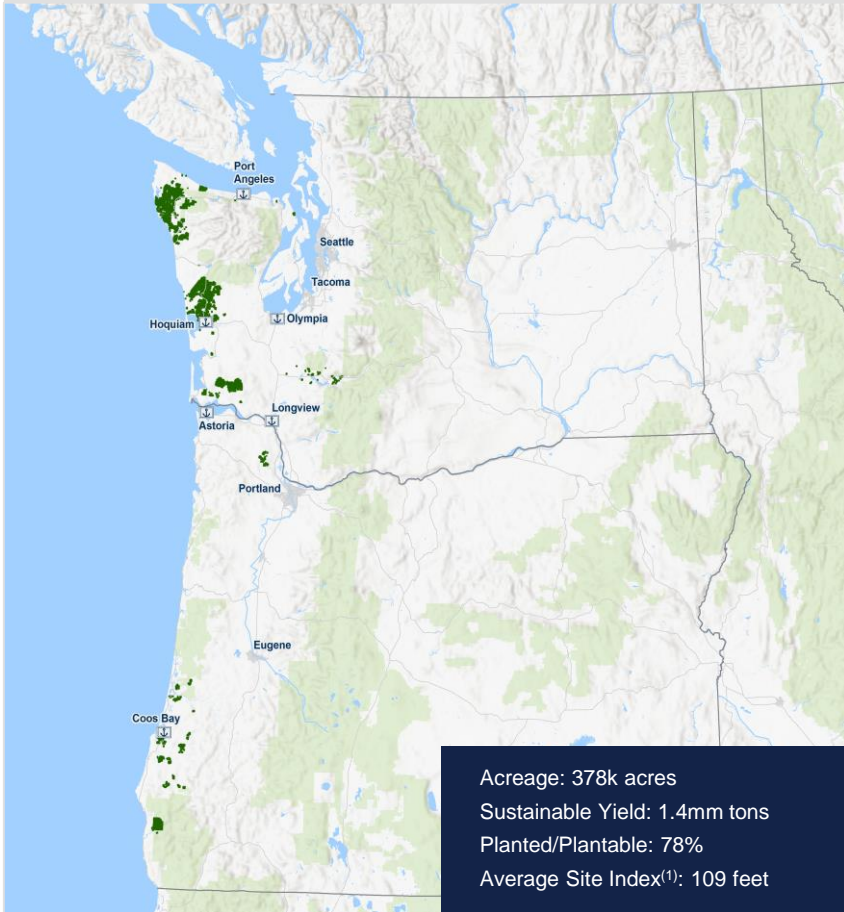 Port
Angeles
Seattle
Tacoma
Hoquiam
Olympia
Longview
Astoria
Portland
Eugene
Coos Bay
Acreage: 378k acres
Sustainable Yield: 1.4mm tons
Planted/Plantable: 78%
Average Site Index(1): 109 feet